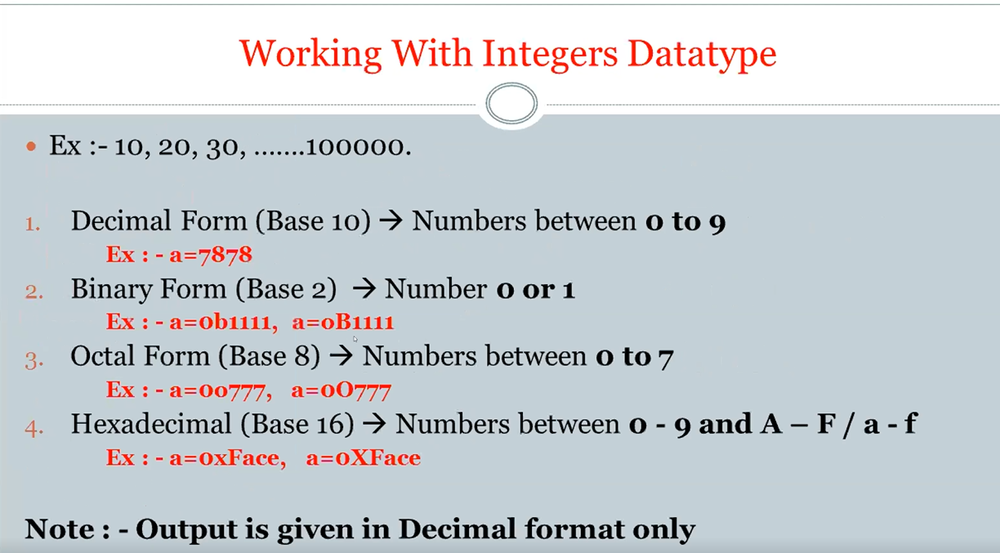 Working With Integers Datatype
• Ex :- 10, 20, 30, .......100000.
1. Decimal Form (Base 10) → Numbers between 0 to 9
Ex : - a=7878
2. Binary Form (Base 2) → Number 0 or 1
Ex : - a=0b1111, a=0B1111
3. Octal Form (Base 8) → Numbers between 0 to 7
Ex : - a=0o777, a=0O777
4. Hexadecimal (Base 16) → Numbers between 0 - 9 and A – F / a - f
Ex : - a=0xFace, a=0XFace
Note : - Output is given in Decimal format only